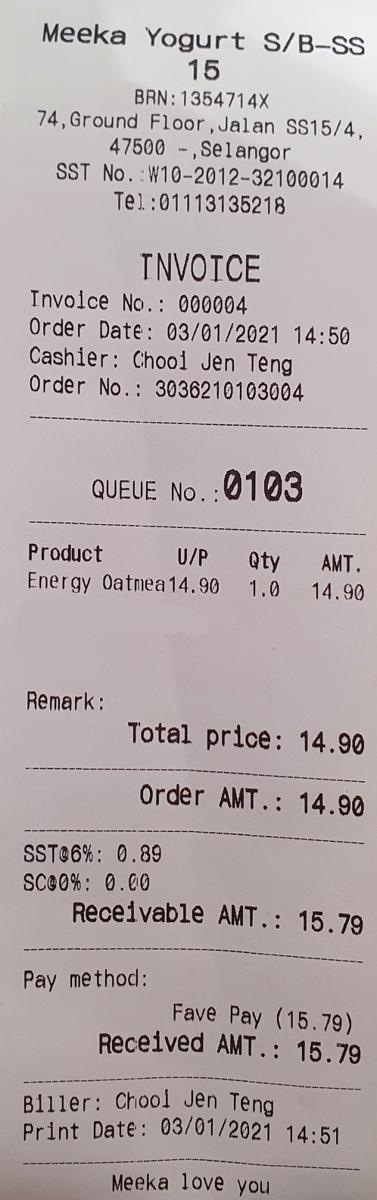 Meeka Yogurt S/B-SS
15
BRN:1354714X
74,Ground Floor,Jalan SS15/4,
47500 -,Selangor
SST No.:W10-2012-32100014
Tel:01113135218
INVOICE
Invoice No.: 000004
Order Date: 03/01/2021 14:50
Cashier: Chooi Jen Teng
Order No.: 3036210103004
QUEUE No.:0103
Product U/P Qty AMT.
Energy Oatmea14.90 1.0 14.90
Remark:
Total price: 14.90
Order AMT.: 14.90
SST@6%: 0.89
SC@0%: 0.00
Receivable AMT.: 15.79
Pay method:
Fave Pay (15.79)
Received AMT.: 15.79
Biller: Chooi Jen Teng
Print Date: 03/01/2021 14:51
Meeka love you